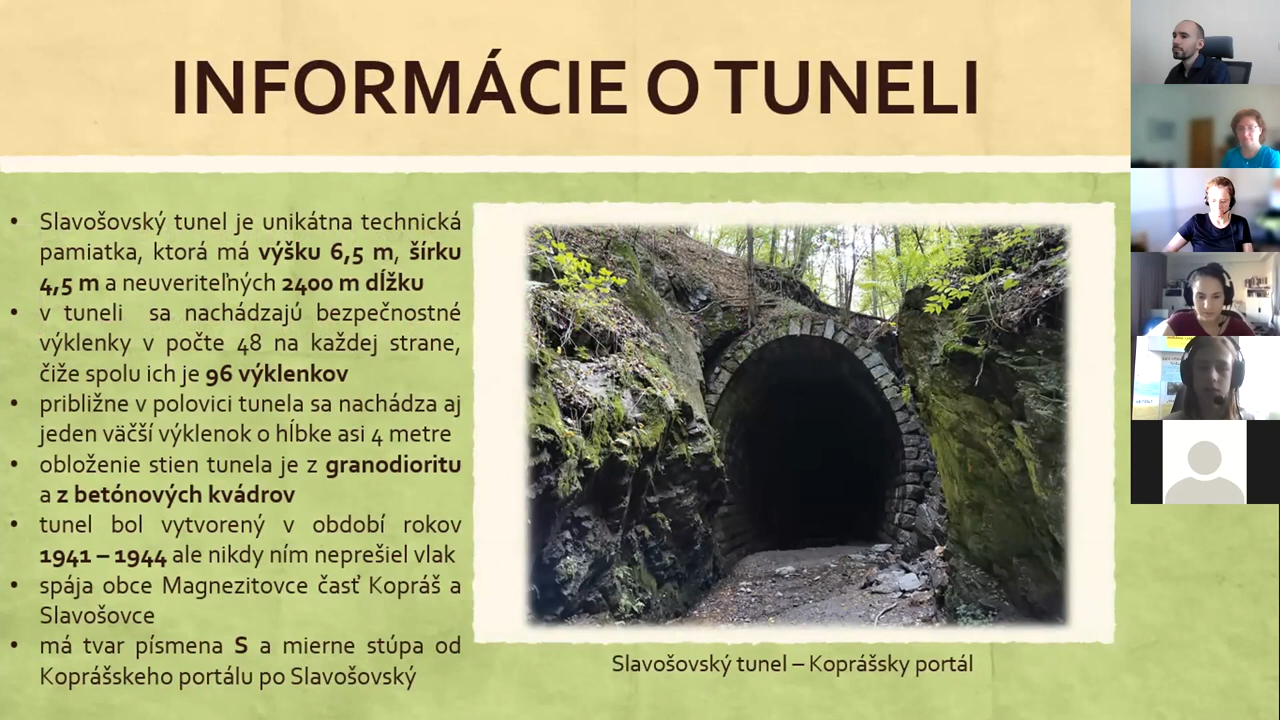 INFORMÁCIE O TUNELI
• Slavošovský tunel je unikátna technická
pamiatka, ktorá má výšku 6,5 m, šírku
4,5 m a neuveriteľných 2400 m dĺžku
• v tuneli sa nachádzajú bezpečnostné
výklenky v počte 48 na každej strane,
čiže spolu ich je 96 výklenkov
• približne v polovici tunela sa nachádza aj
jeden väčší výklenok o hĺbke asi 4 metre
• obloženie stien tunela je z granodioritu
a z betónových kvádrov
• tunel bol vytvorený v období rokov
1941 – 1944 ale nikdy ním neprešiel vlak
• spája obce Magnezitovce časť Kopráš a
Slavošovce
• má tvar písmena S a mierne stúpa od
Koprášskeho portálu po Slavošovský
Slavošovský tunel – Koprášsky portál